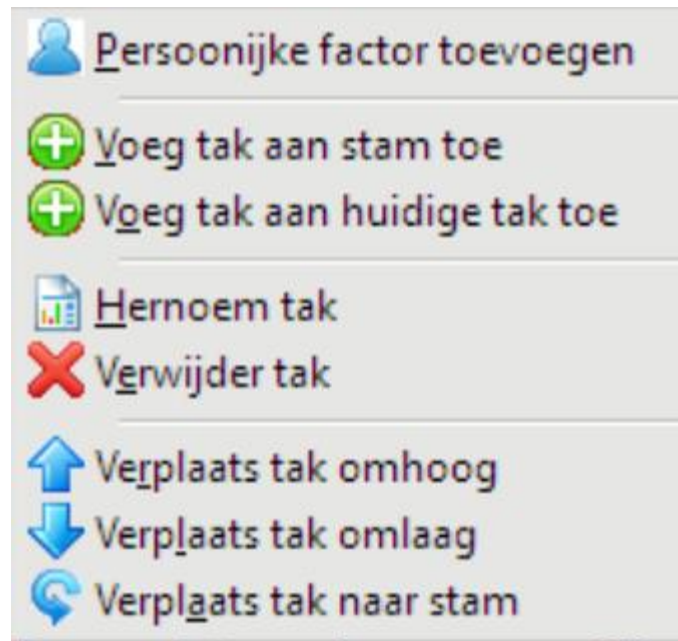 Persoonijke factor toevoegen
Voeg tak aan stam toe
Voeg tak aan huidige tak toe
Hernoem tak
Verwijder tak
Verplaats tak omhoog
Verplaats tak omlaag
Verplaats tak naar stam